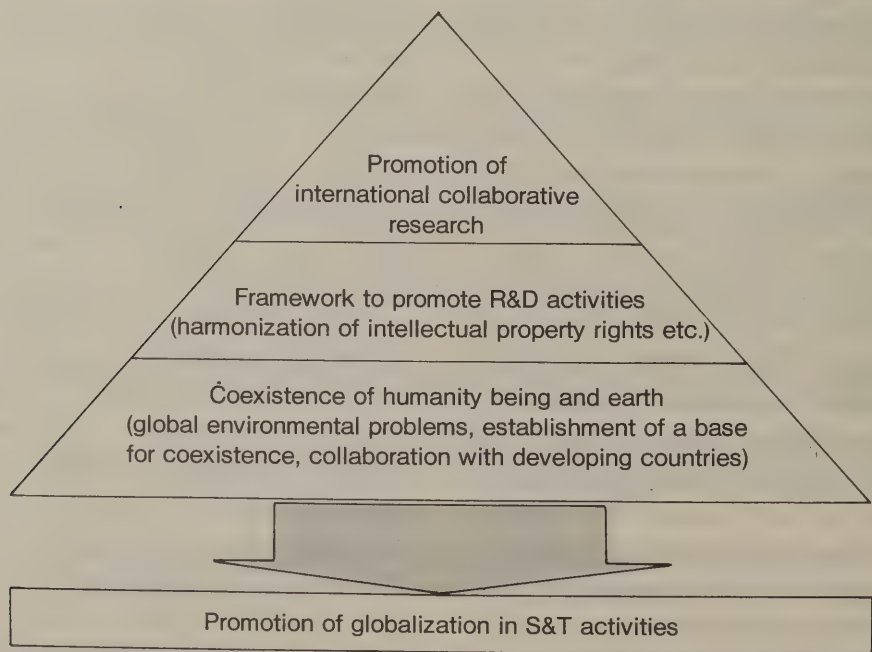 Promotion of
international collaborative
research
Framework to promote R&D activities
(harmonization of intellectual property rights etc.)
Coexistence of humanity being and earth
(global environmental problems, establishment of a base
for coexistence, collaboration with developing countries)
Promotion of globalization in S&T activities